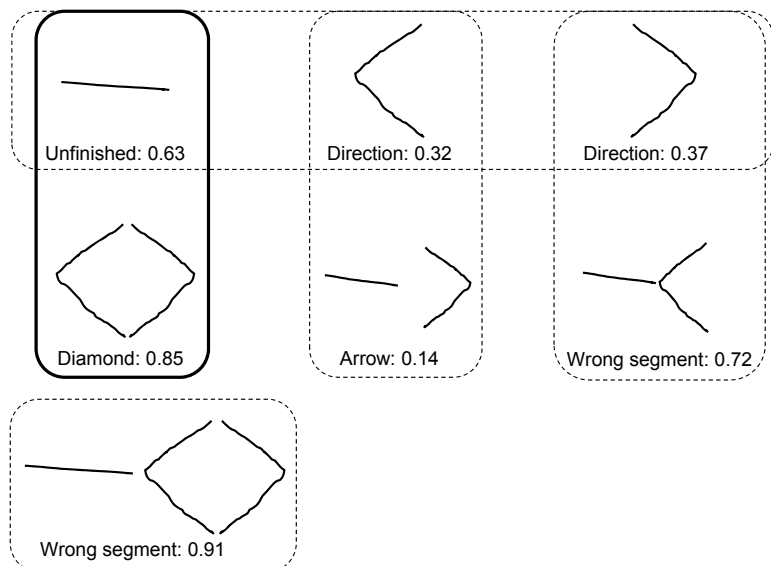 Unfinished: 0.63
Direction: 0.32
Direction: 0.37
Diamond: 0.85
Arrow: 0.14
Wrong segment: 0.72
Wrong segment: 0.91